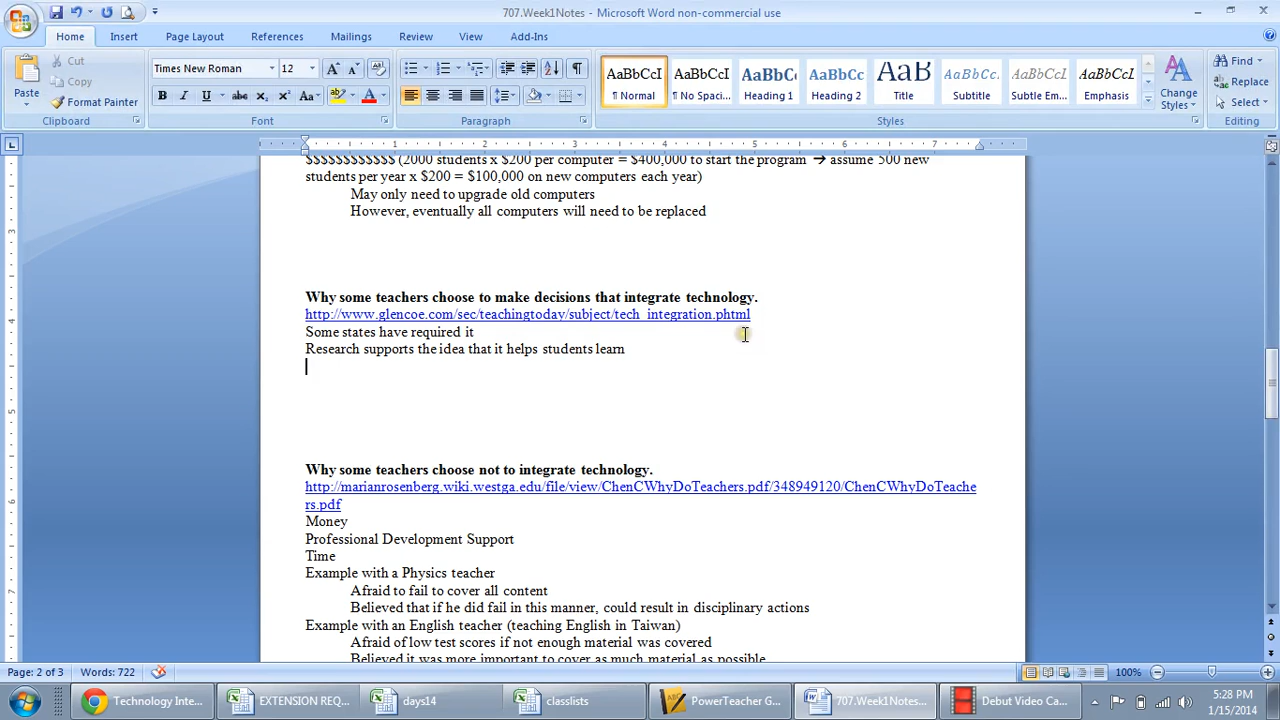 707.Week1Notes - Microsoft Word non-commercial use
Home Insert Page Layout References Mailings Review View Add-Ins
Paste
Cut
Copy
Format Painter
Clipboard
Times New Roman 12
Font
Paragraph
AaBbCcI AaBbCcI AaBbC AaBbCc AaB AaBbCcI AaBbCcI AaBbCcI
¶ Normal ¶ No Spaci... Heading 1 Heading 2 Title Subtitle Subtle Em... Emphasis
Change Styles
Styles
Find
Replace
Select
Editing
1 2 3 4 5 6 7
$$$$$$$$$$$$ (2000 students x $200 per computer = $400,000 to start the program → assume 500 new
students per year x $200 = $100,000 on new computers each year)
May only need to upgrade old computers
However, eventually all computers will need to be replaced
Why some teachers choose to make decisions that integrate technology.
http://www.glencoe.com/sec/teachingtoday/subject/tech_integration.phtml
Some states have required it
Research supports the idea that it helps students learn
Why some teachers choose not to integrate technology.
http://marianrosenberg.wiki.westga.edu/file/view/ChenCWhyDoTeachers.pdf/348949120/ChenCWhyDoTeache
rs.pdf
Money
Professional Development Support
Time
Example with a Physics teacher
Afraid to fail to cover all content
Believed that if he did fail in this manner, could result in disciplinary actions
Example with an English teacher (teaching English in Taiwan)
Afraid of low test scores if not enough material was covered
Believed it was more important to cover as much material as possible
Page: 2 of 3 Words: 722 100%
Technology Inte... EXTENSION REQ... days14 classlists PowerTeacher G... 707.Week1Notes... Debut Video Ca...
5:28 PM
1/15/2014